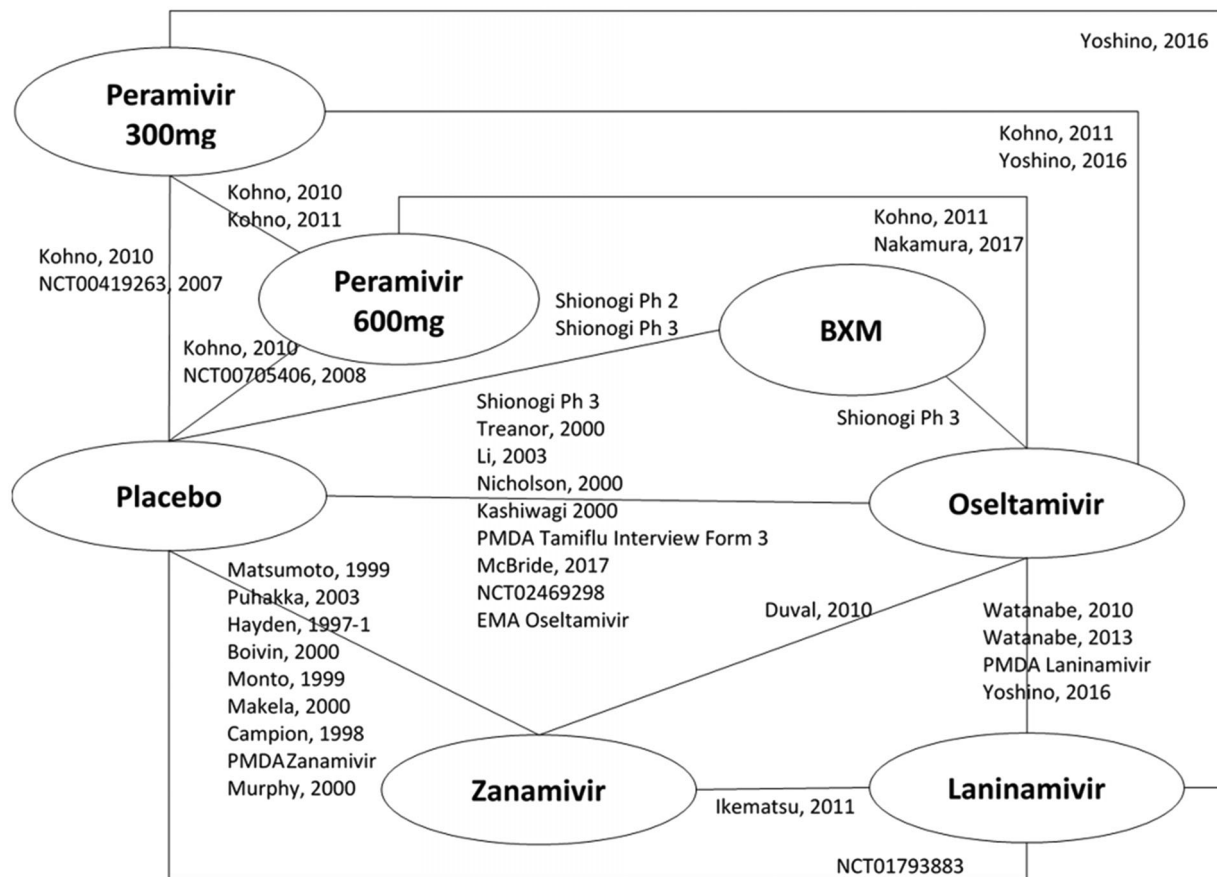 Yoshino, 2016
Peramivir
300mg
Kohno, 2011
Yoshino, 2016
Kohno, 2010
Kohno, 2011
Kohno, 2011
Nakamura, 2017
Kohno, 2010
NCT00419263, 2007
Peramivir
600mg
Shionogi Ph 2
Shionogi Ph 3
BXM
Kohno, 2010
NCT00705406, 2008
Shionogi Ph 3
Shionogi Ph 3
Treanor, 2000
Li, 2003
Nicholson, 2000
Kashiwagi 2000
PMDA Tamiflu Interview Form 3
McBride, 2017
NCT02469298
EMA Oseltamivir
Placebo
Oseltamivir
Matsumoto, 1999
Puhakka, 2003
Hayden, 1997-1
Boivin, 2000
Monto, 1999
Makela, 2000
Campion, 1998
PMDA Zanamivir
Murphy, 2000
Duval, 2010
Watanabe, 2010
Watanabe, 2013
PMDA Laninamivir
Yoshino, 2016
Zanamivir
Ikematsu, 2011
Laninamivir
NCT01793883